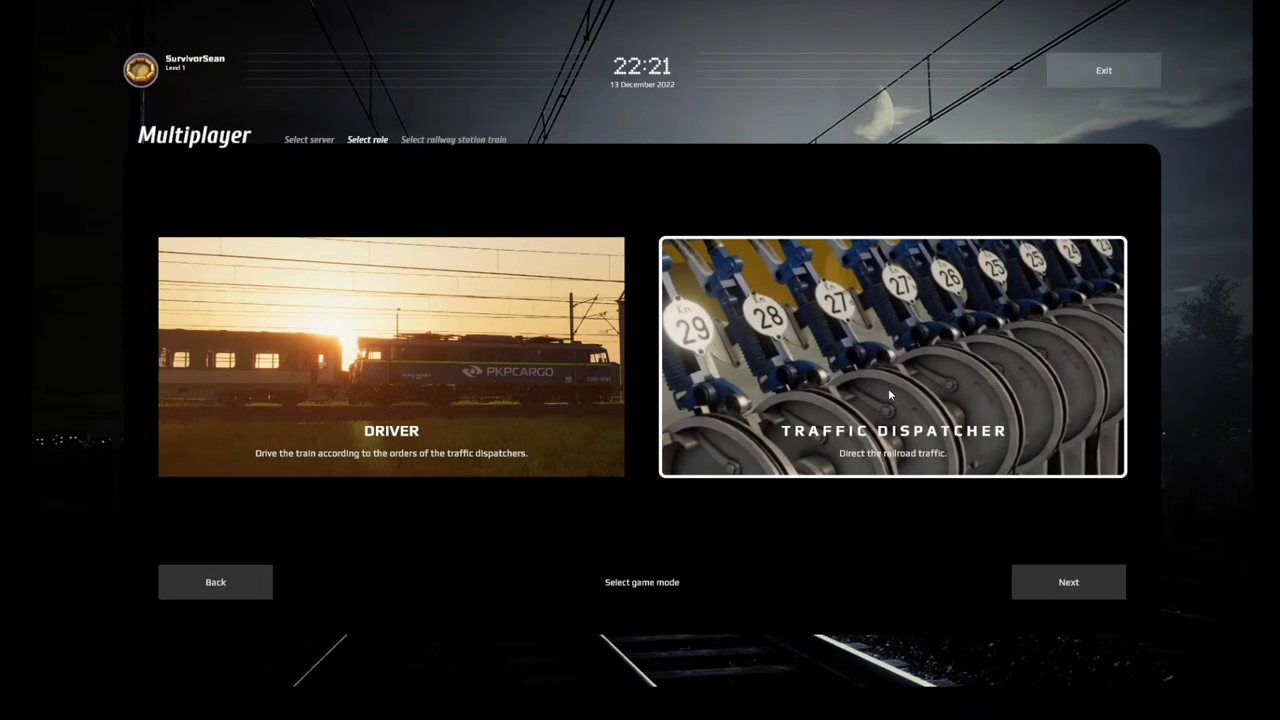 SurvivorSean
Level 1
22:21
13 December 2022
Exit
Multiplayer
Select server
Select role
Select railway station train
PKPCARGO
DRIVER
Drive the train according to the orders of the traffic dispatchers.
Kn
29
28
27
27
26
25
25
24
TRAFFIC DISPATCHER
Direct the railroad traffic.
Back
Select game mode
Next